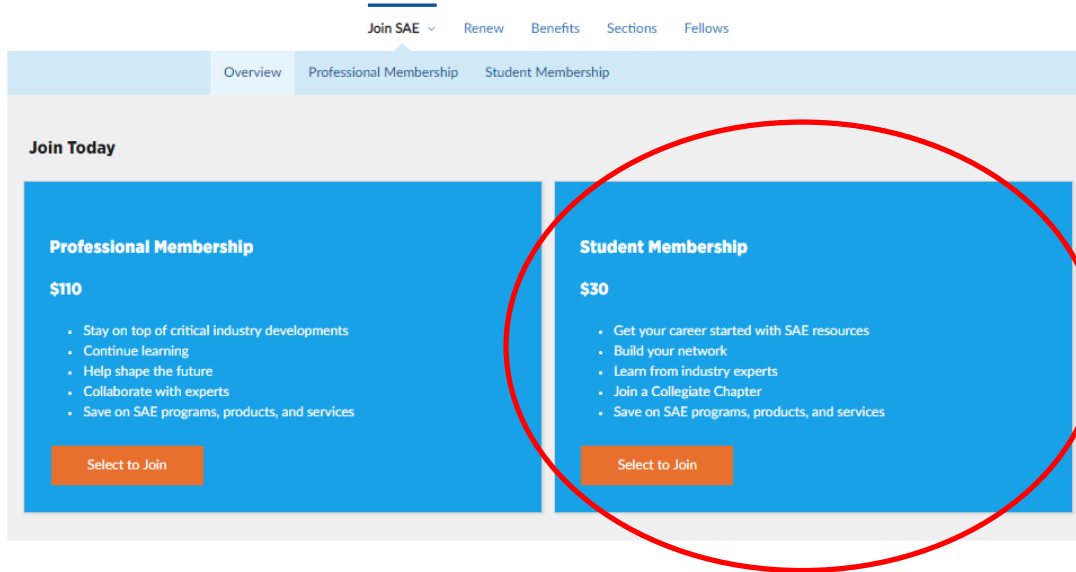 Join SAE Renew Benefits Sections Fellows
Overview Professional Membership Student Membership
Join Today
Professional Membership
$110
• Stay on top of critical industry developments
• Continue learning
• Help shape the future
• Collaborate with experts
• Save on SAE programs, products, and services
Select to Join
Student Membership
$30
• Get your career started with SAE resources
• Build your network
• Learn from industry experts
• Join a Collegiate Chapter
• Save on SAE programs, products, and services
Select to Join